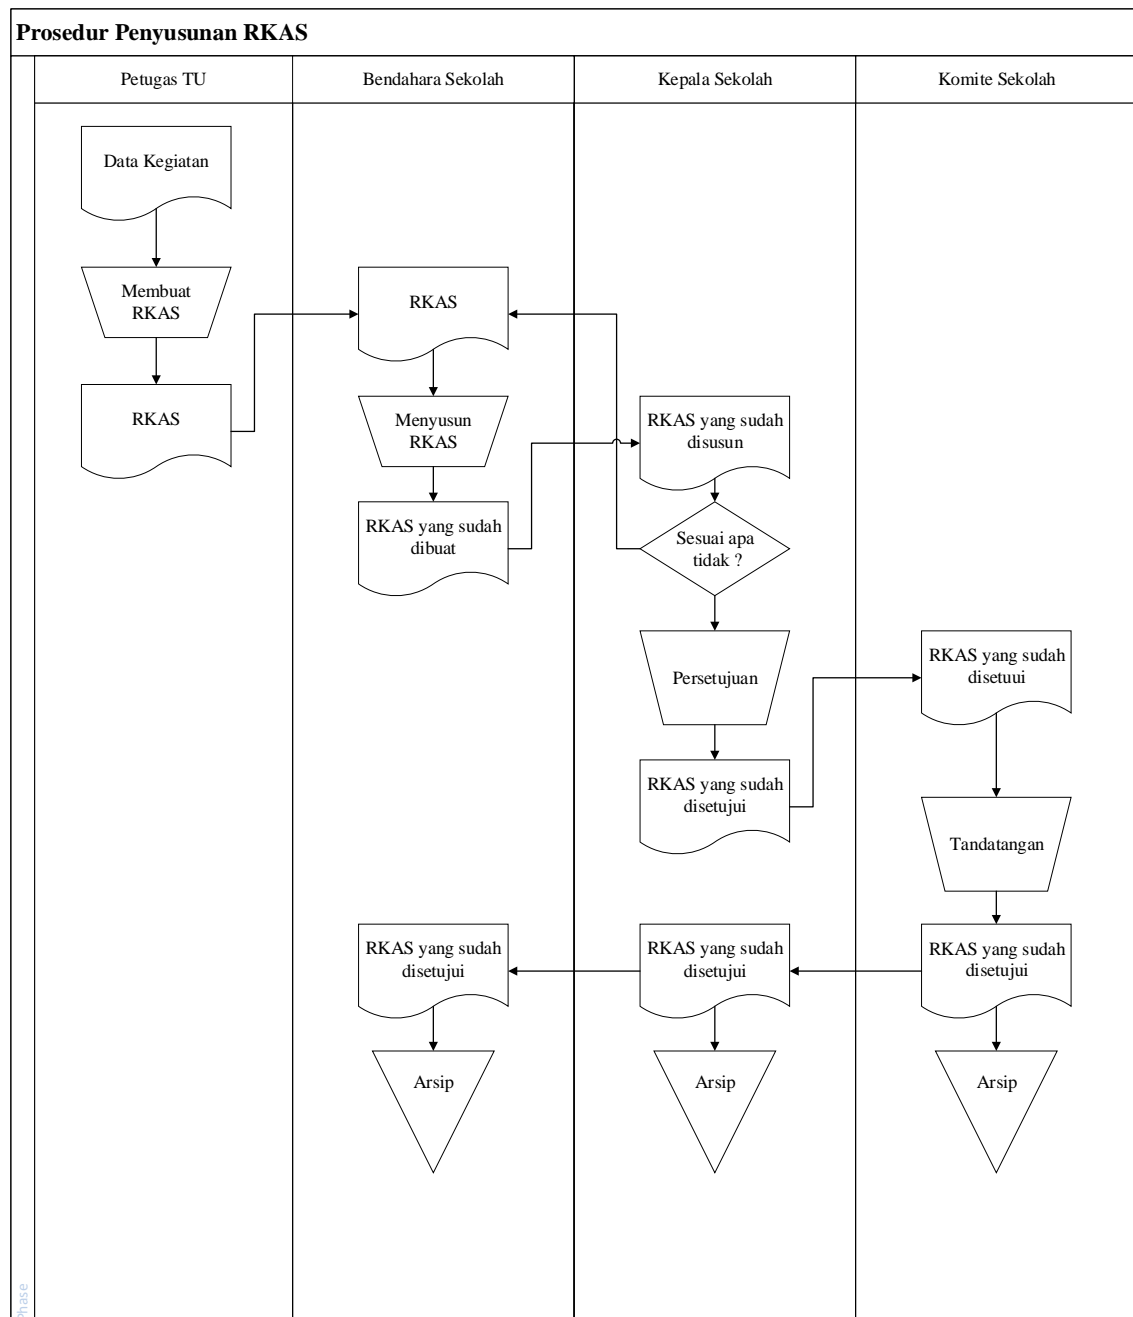 Prosedur Penyusunan RKAS
Petugas TU
Bendahara Sekolah
Kepala Sekolah
Komite Sekolah
Data Kegiatan
Membuat
RKAS
RKAS
RKAS
Menyusun
RKAS
RKAS yang sudah
dibuat
RKAS yang sudah
disusun
Sesuai apa
tidak ?
Persetujuan
RKAS yang sudah
disetujui
RKAS yang sudah
disetuui
Tandatangan
RKAS yang sudah
disetujui
RKAS yang sudah
disetujui
RKAS yang sudah
disetujui
Arsip
Arsip
Arsip
Phase